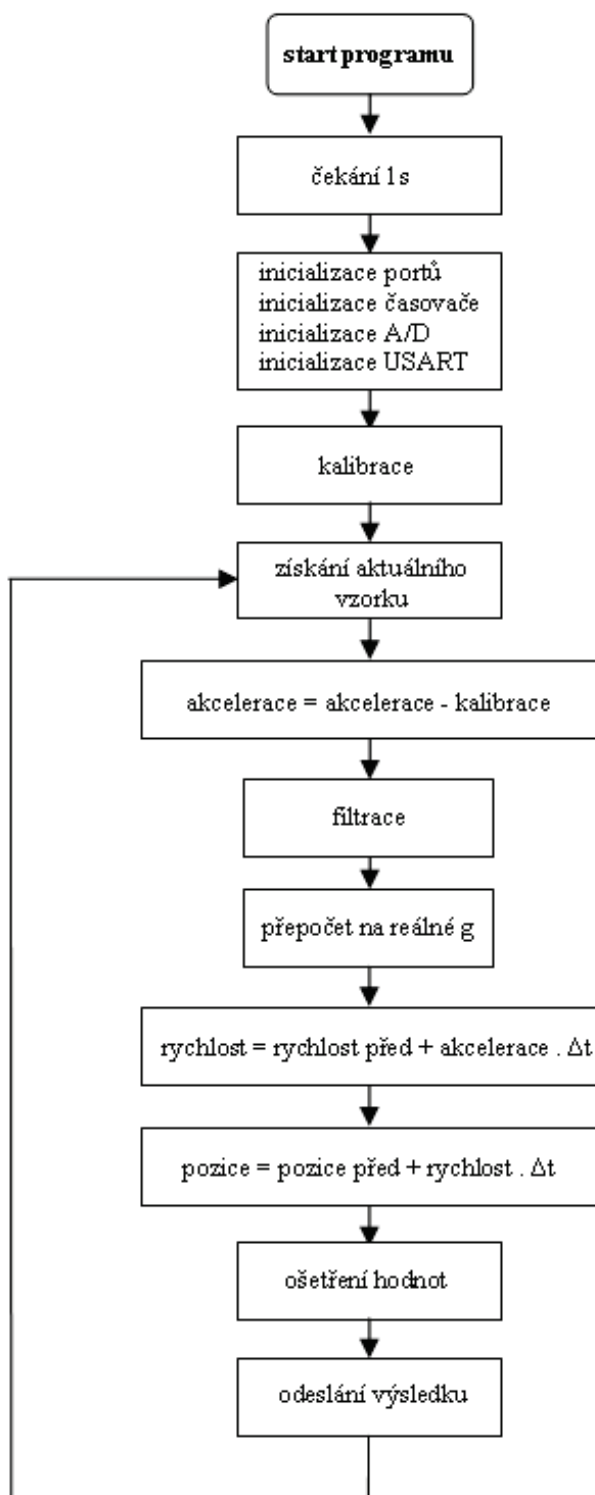 start programu
čekání 1 s
inicializace portů
inicializace časovače
inicializace A/D
inicializace USART
kalibrace
získání aktuálního
vzorku
akcelerace = akcelerace - kalibrace
filtrace
přepočet na reálné g
rychlost = rychlost před + akcelerace . Δt
pozice = pozice před + rychlost . Δt
ošetření hodnot
odeslání výsledku